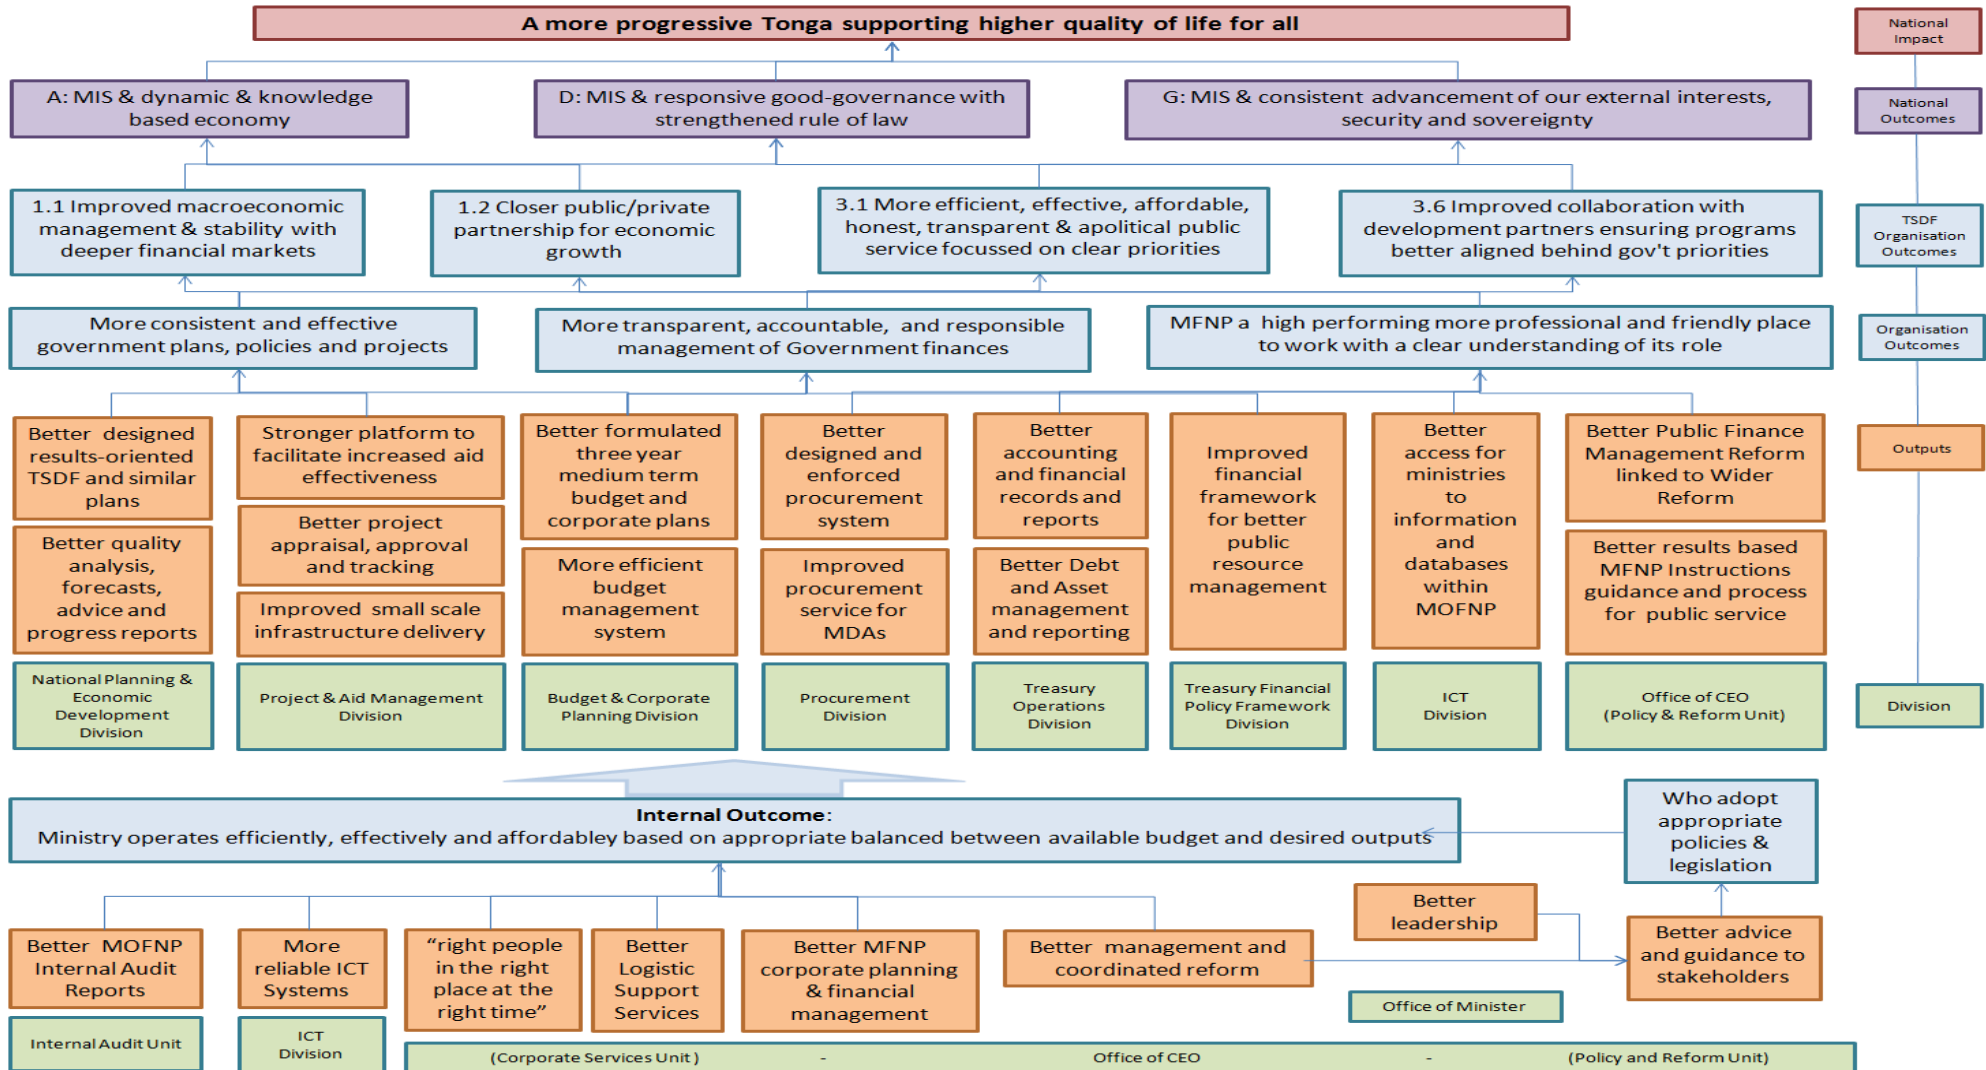 A more progressive Tonga supporting higher quality of life for all
National
Impact
A: MIS & dynamic & knowledge
based economy
D: MIS & responsive good-governance with
strengthened rule of law
G: MIS & consistent advancement of our external interests,
security and sovereignty
National
Outcomes
1.1 Improved macroeconomic
management & stability with
deeper financial markets
1.2 Closer public/private
partnership for economic
growth
3.1 More efficient, effective, affordable,
honest, transparent & apolitical public
service focussed on clear priorities
3.6 Improved collaboration with
development partners ensuring programs
better aligned behind gov't priorities
TSDF
Organisation
Outcomes
More consistent and effective
government plans, policies and projects
More transparent, accountable, and responsible
management of Government finances
MFNP a high performing more professional and friendly place
to work with a clear understanding of its role
Organisation
Outcomes
Better designed
results-oriented
TSDF and similar
plans
Better quality
analysis,
forecasts,
advice and
progress reports
Stronger platform to
facilitate increased aid
effectiveness
Better project
appraisal, approval
and tracking
Improved small scale
infrastructure delivery
Better formulated
three year
medium term
budget and
corporate plans
More efficient
budget
management
system
Better
designed and
enforced
procurement
system
Improved
procurement
service for
MDAs
Better
accounting
and financial
records and
reports
Better Debt
and Asset
management
and reporting
Improved
financial
framework
for better
public
resource
management
Better
access for
ministries
to
information
and
databases
within
MOFNP
Better Public Finance
Management Reform
linked to Wider
Reform
Better results based
MFNP Instructions
guidance and process
for public service
Outputs
National Planning &
Economic
Development
Division
Project & Aid Management
Division
Budget & Corporate
Planning Division
Procurement
Division
Treasury
Operations
Division
Treasury Financial
Policy Framework
Division
ICT
Division
Office of CEO
(Policy & Reform Unit)
Division
Internal Outcome:
Ministry operates efficiently, effectively and affordabley based on appropriate balanced between available budget and desired outputs
Who adopt
appropriate
policies &
legislation
Better MOFNP
Internal Audit
Reports
More
reliable ICT
Systems
“right people
in the right
place at the
right time”
Better
Logistic
Support
Services
Better MFNP
corporate planning
& financial
management
Better management and
coordinated reform
Better
leadership
Better advice
and guidance to
stakeholders
Office of Minister
Internal Audit Unit
ICT
Division
(Corporate Services Unit) - Office of CEO - (Policy and Reform Unit)